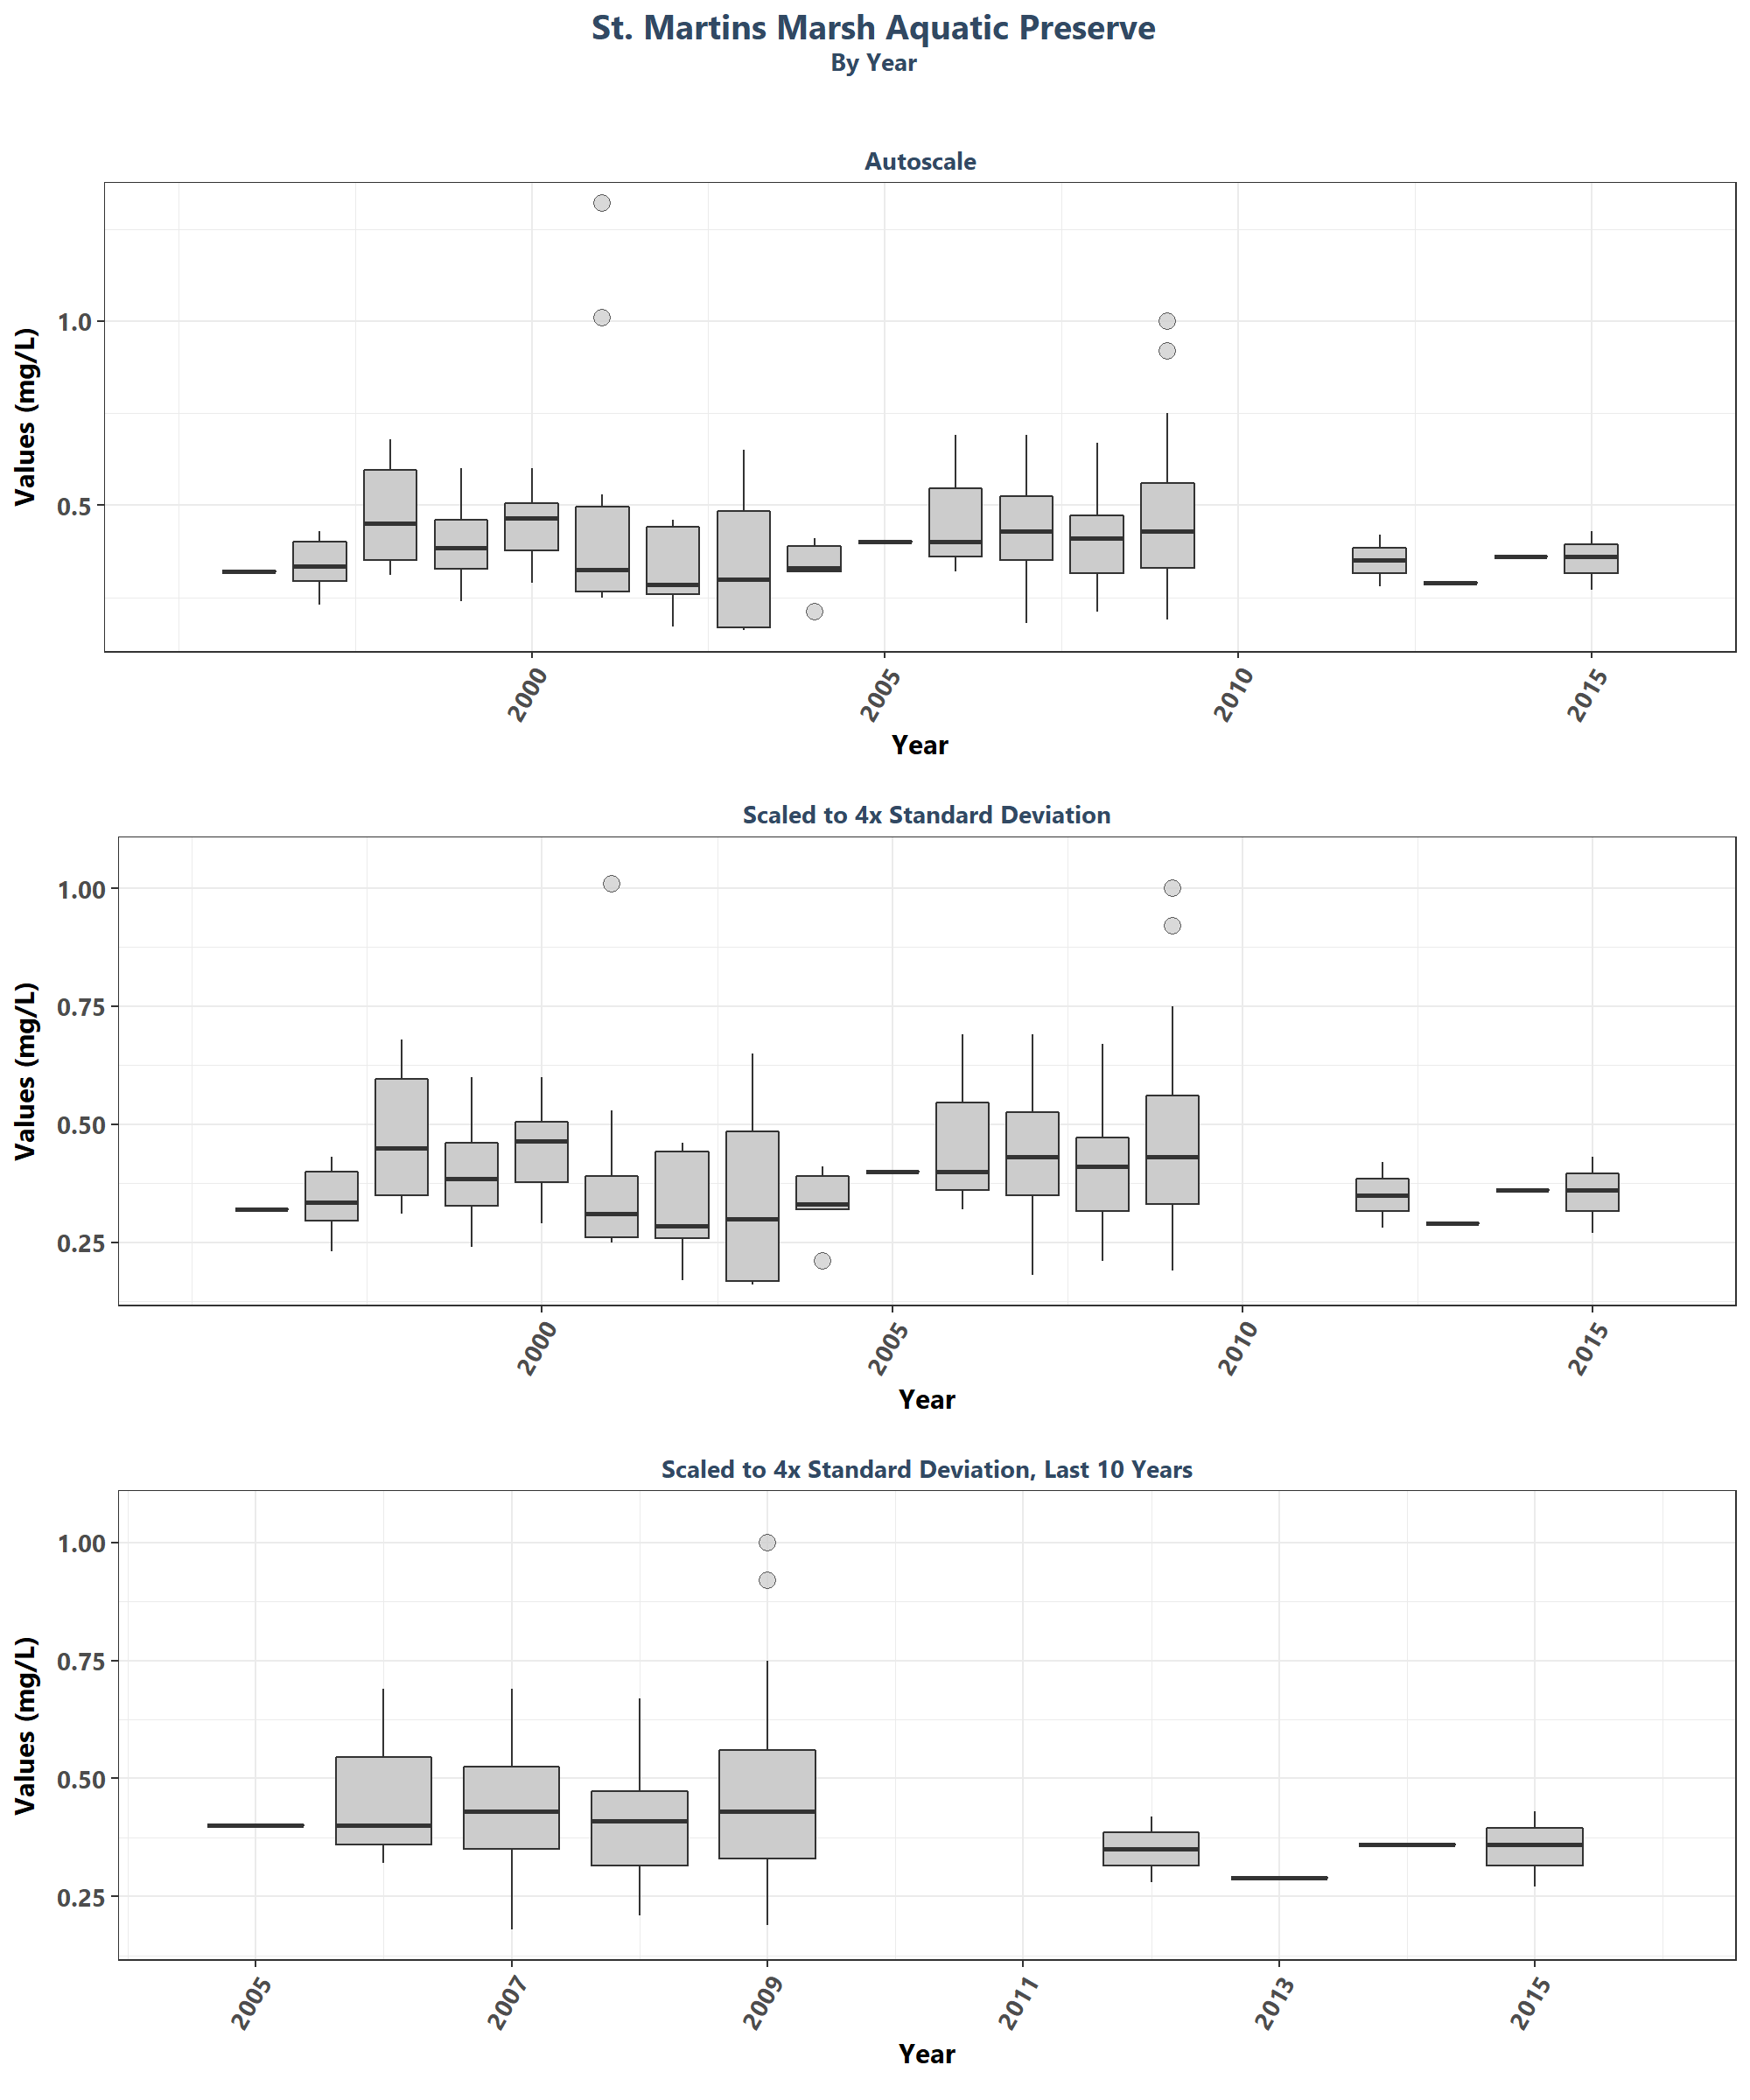 St. Martins Marsh Aquatic Preserve
By Year
Autoscale
Values (mg/L)
1.0
0.5
2000
2005
2010
2015
Year
Scaled to 4x Standard Deviation
Values (mg/L)
1.00
0.75
0.50
0.25
2000
2005
2010
2015
Year
Scaled to 4x Standard Deviation, Last 10 Years
Values (mg/L)
1.00
0.75
0.50
0.25
2005
2007
2009
2011
2013
2015
Year